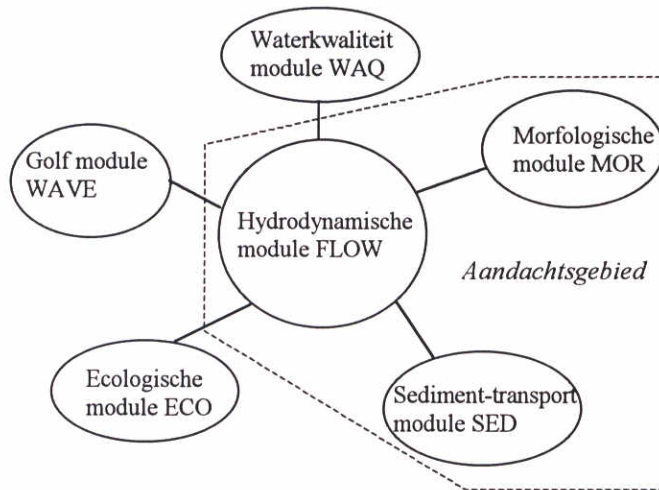 Waterkwaliteit
module WAQ
Morfologische
module MOR
Golf module
WAVE
Hydrodynamische
module FLOW
Aandachtsgebied
Ecologische
module ECO
Sediment-transport
module SED